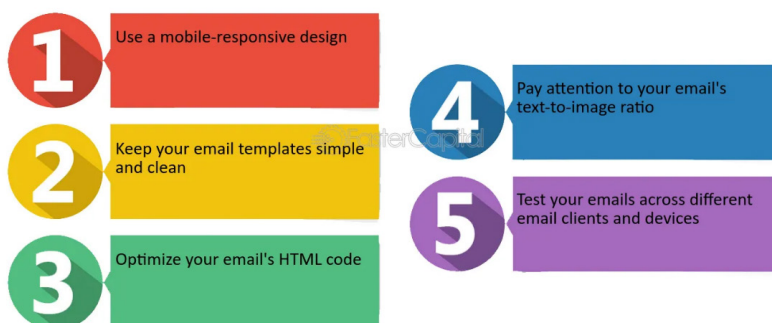 1
Use a mobile-responsive design
2
Keep your email templates simple
and clean
3
Optimize your email's HTML code
4
Pay attention to your email's
text-to-image ratio
5
Test your emails across different
email clients and devices
FasterCapital